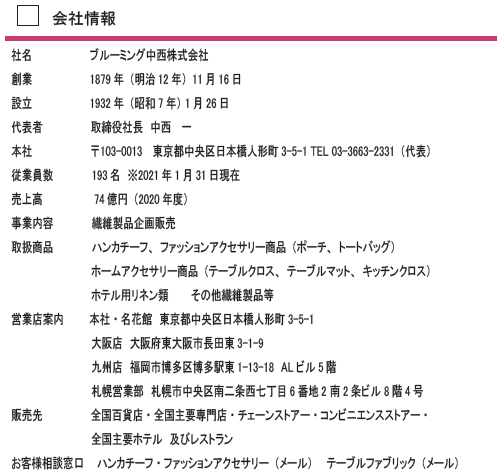 会社情報
社名 ブルーミング中西株式会社
創業 1879 年（明治 12 年）11 月 16 日
設立 1932 年（昭和 7 年）1 月 26 日
代表者 取締役社長 中西 一
本社 〒103-0013 東京都中央区日本橋人形町 3-5-1 TEL 03-3663-2331（代表）
従業員数 193 名 ※2021 年 1 月 31 日現在
売上高 74 億円（2020 年度）
事業内容 繊維製品企画販売
取扱商品 ハンカチーフ、ファッションアクセサリー商品（ポーチ、トートバッグ）
ホームアクセサリー商品（テーブルクロス、テーブルマット、キッチンクロス）
ホテル用リネン類 その他繊維製品等
営業店案内 本社・名花館 東京都中央区日本橋人形町 3-5-1
大阪店 大阪府東大阪市長田東 3-1-9
九州店 福岡市博多区博多駅東 1-13-18 ALビル 5 階
札幌営業部 札幌市中央区南二条西七丁目 6 番地 2 南 2 条ビル 8 階 4 号
販売先 全国百貨店・全国主要専門店・チェーンストアー・コンビニエンスストアー・
全国主要ホテル 及びレストラン
お客様相談窓口 ハンカチーフ・ファッションアクセサリー（メール） テーブルファブリック（メール）